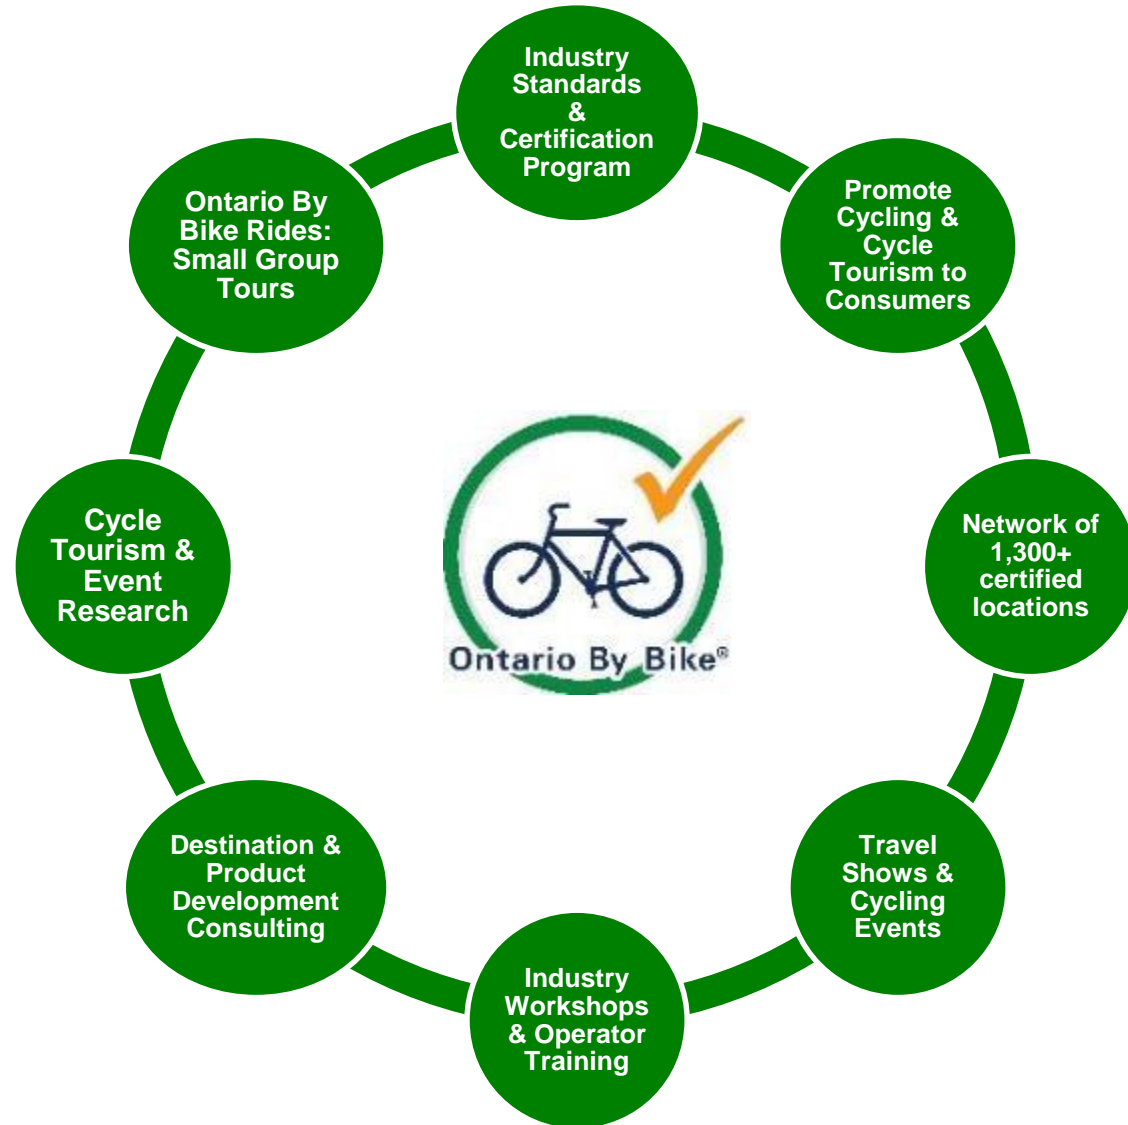 Industry
Standards
&
Certification
Program
Promote
Cycling &
Cycle
Tourism to
Consumers
Network of
1,300+
certified
locations
Travel
Shows &
Cycling
Events
Industry
Workshops
& Operator
Training
Destination &
Product
Development
Consulting
Cycle
Tourism &
Event
Research
Ontario By
Bike Rides:
Small Group
Tours
Ontario By Bike®